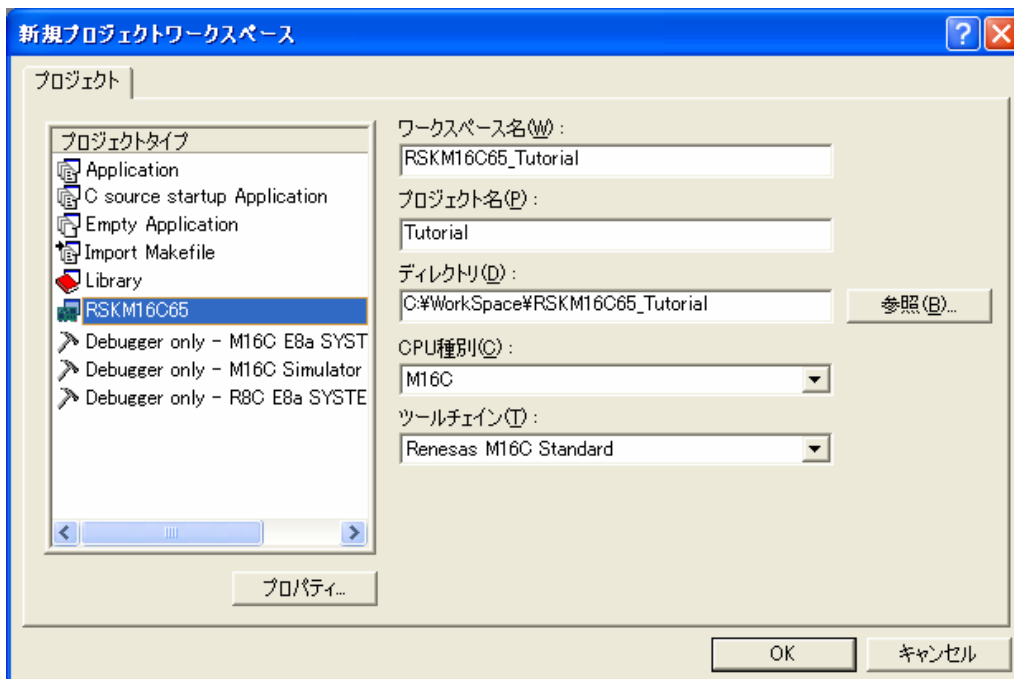 新規プロジェクトワークスペース
プロジェクト
プロジェクトタイプ
Application
C source startup Application
Empty Application
Import Makefile
Library
RSKM16C65
Debugger only - M16C E8a SYST
Debugger only - M16C Simulator
Debugger only - R8C E8a SYSTE
プロパティ...
ワークスペース名(W):
RSKM16C65_Tutorial
プロジェクト名(P):
Tutorial
ディレクトリ(D):
C:¥WorkSpace¥RSKM16C65_Tutorial
参照(B)...
CPU種別(C):
M16C
ツールチェイン(T):
Renesas M16C Standard
OK
キャンセル